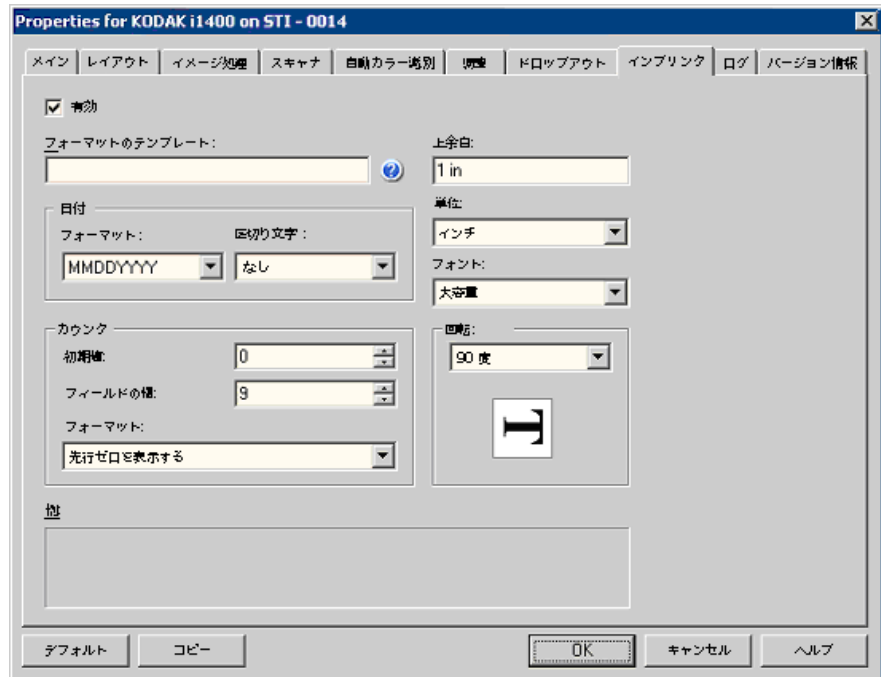 Properties for KODAK i1400 on STI - 0014
メイン レイアウト イメージ処理 スキャナ 自動カラー識別 調整 ドロップアウト インプリンク ログ バージョン情報
有効
フォーマットのテンプレート:
上余白:
1 in
日付
フォーマット:
区切り文字:
MMDDYYYY
なし
単位:
インチ
フォント:
大容量
カウンタ
初期値:
0
フィールドの幅:
9
フォーマット:
先行ゼロを表示する
回転:
90 度
I
デフォルト
コピー
OK
キャンセル
ヘルプ